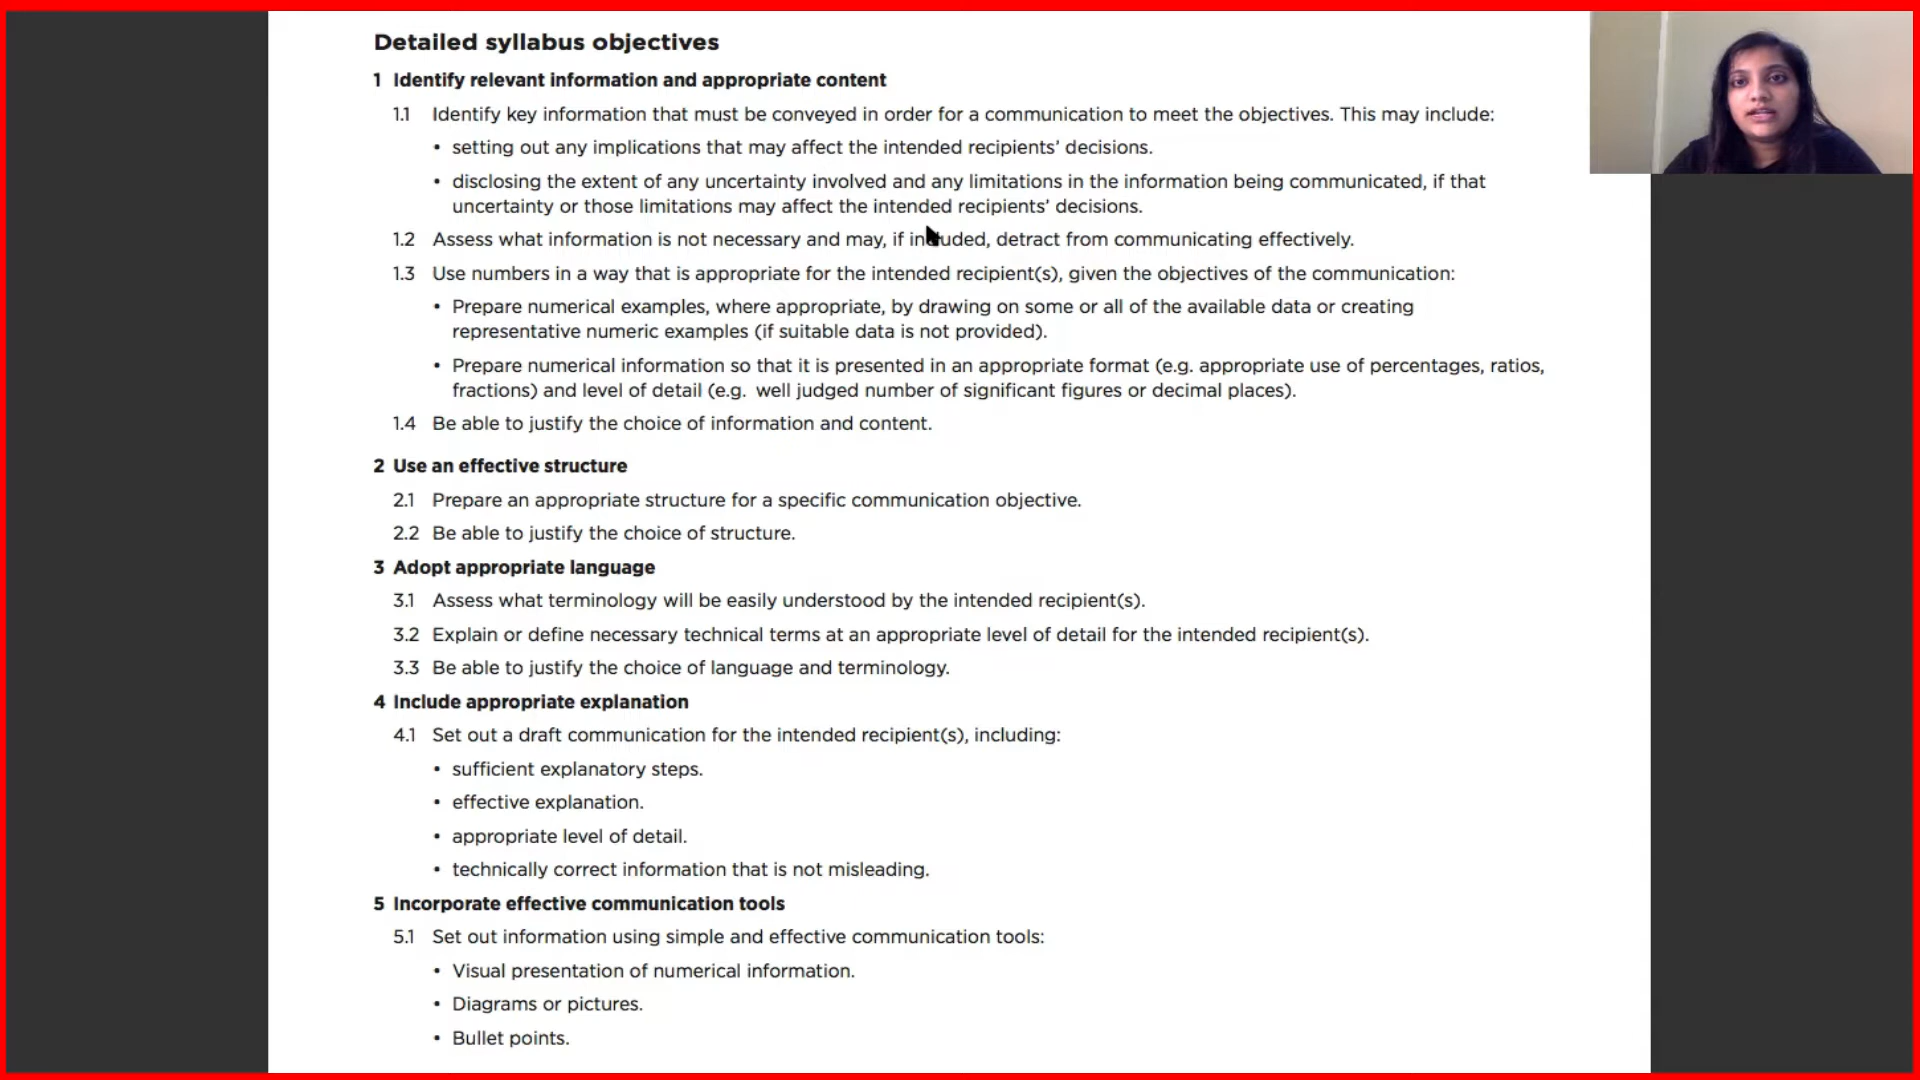 Detailed syllabus objectives
1 Identify relevant information and appropriate content
1.1 Identify key information that must be conveyed in order for a communication to meet the objectives. This may include:
• setting out any implications that may affect the intended recipients’ decisions.
• disclosing the extent of any uncertainty involved and any limitations in the information being communicated, if that
uncertainty or those limitations may affect the intended recipients’ decisions.
1.2 Assess what information is not necessary and may, if included, detract from communicating effectively.
1.3 Use numbers in a way that is appropriate for the intended recipient(s), given the objectives of the communication:
• Prepare numerical examples, where appropriate, by drawing on some or all of the available data or creating
representative numeric examples (if suitable data is not provided).
• Prepare numerical information so that it is presented in an appropriate format (e.g. appropriate use of percentages, ratios,
fractions) and level of detail (e.g. well judged number of significant figures or decimal places).
1.4 Be able to justify the choice of information and content.
2 Use an effective structure
2.1 Prepare an appropriate structure for a specific communication objective.
2.2 Be able to justify the choice of structure.
3 Adopt appropriate language
3.1 Assess what terminology will be easily understood by the intended recipient(s).
3.2 Explain or define necessary technical terms at an appropriate level of detail for the intended recipient(s).
3.3 Be able to justify the choice of language and terminology.
4 Include appropriate explanation
4.1 Set out a draft communication for the intended recipient(s), including:
• sufficient explanatory steps.
• effective explanation.
• appropriate level of detail.
• technically correct information that is not misleading.
5 Incorporate effective communication tools
5.1 Set out information using simple and effective communication tools:
• Visual presentation of numerical information.
• Diagrams or pictures.
• Bullet points.